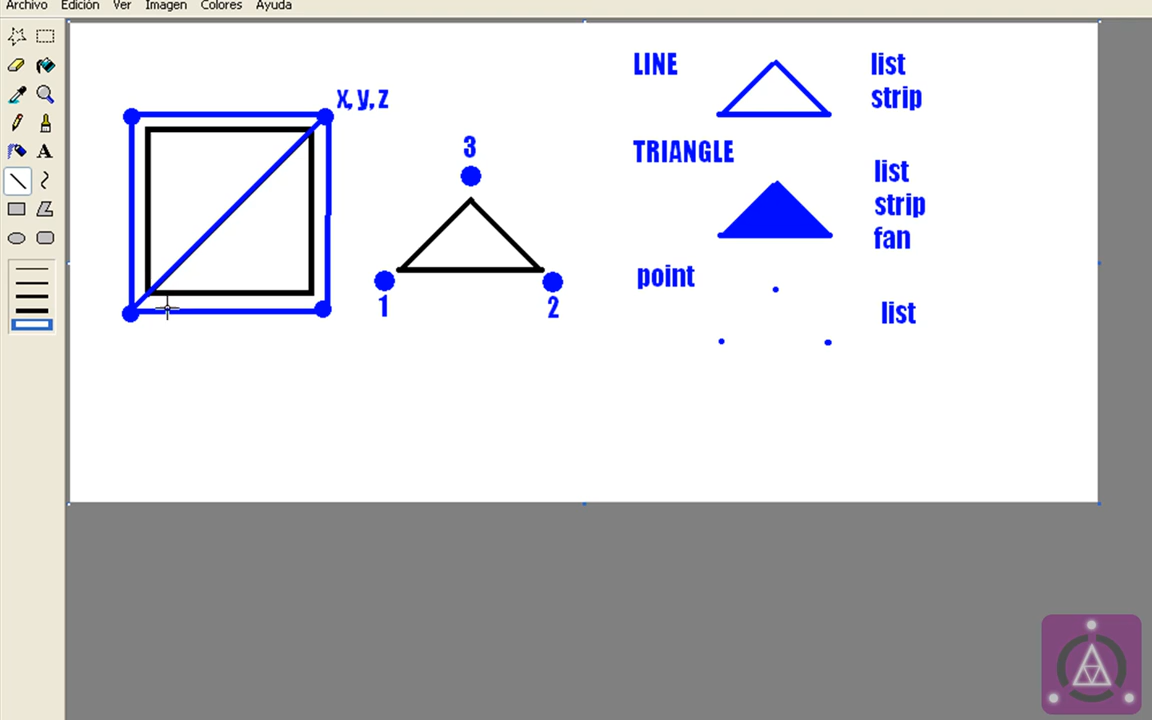 Archivo Edición Ver Imagen Colores Ayuda
A
x, y, z
3
1
2
LINE
list
strip
TRIANGLE
list
strip
fan
point
list